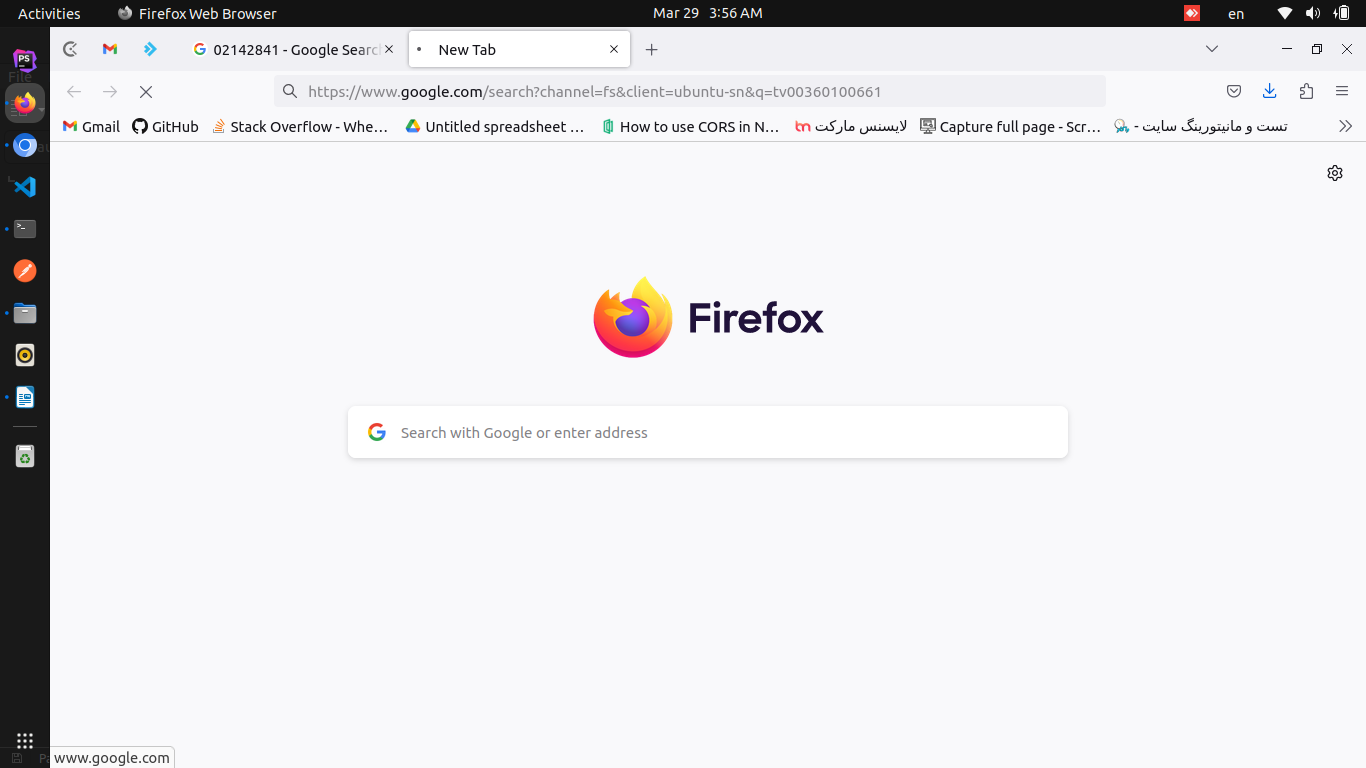 Activities
Firefox Web Browser
Mar 29 3:56 AM
en
02142841 - Google Searc
New Tab
https://www.google.com/search?channel=fs&client=ubuntu-sn&q=tv00360100661
Gmail
GitHub
Stack Overflow - Whe…
Untitled spreadsheet …
How to use CORS in N…
لایسنس مارکت
Capture full page - Scr…
تست و مانیتورینگ سایت -
File
PS
Firefox
Search with Google or enter address
www.google.com